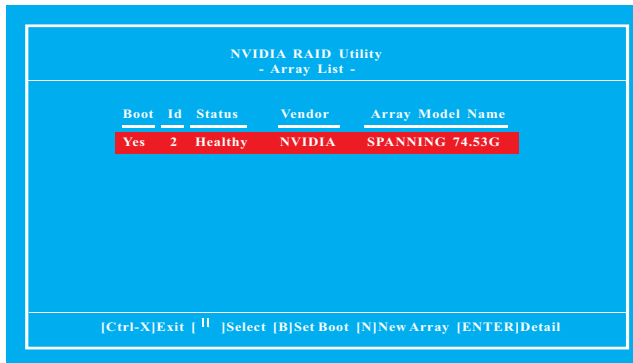 NVIDIA RAID Utility
- Array List -
Boot Id Status Vendor Array Model Name
Yes 2 Healthy NVIDIA SPANNING 74.53G
[Ctrl-X]Exit [ ]Select [B]Set Boot [N]New Array [ENTER]Detail